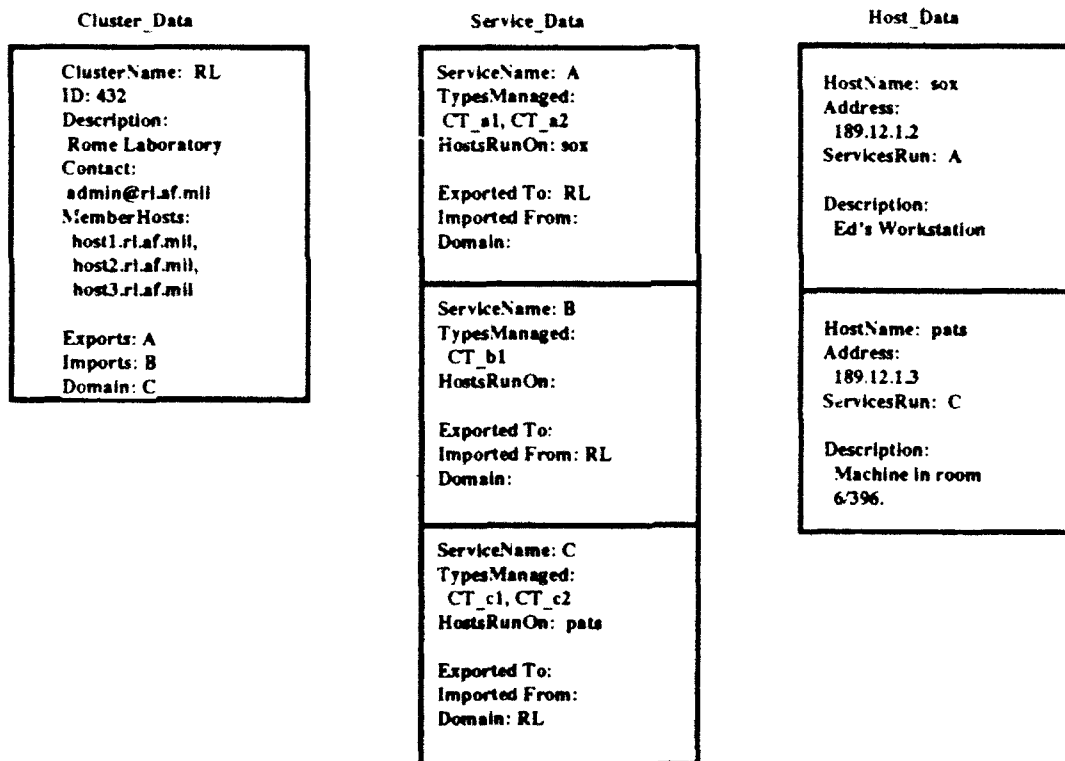 Cluster_Data
ClusterName: RL
ID: 432
Description:
Rome Laboratory
Contact:
admin@rl.af.mil
MemberHosts:
host1.rl.af.mil,
host2.rl.af.mil,
host3.rl.af.mil
Exports: A
Imports: B
Domain: C
Service_Data
ServiceName: A
TypesManaged:
CT_a1, CT_a2
HostsRunOn: sox
Exported To: RL
Imported From:
Domain:
ServiceName: B
TypesManaged:
CT_b1
HostsRunOn:
Exported To:
Imported From: RL
Domain:
ServiceName: C
TypesManaged:
CT_c1, CT_c2
HostsRunOn: pats
Exported To:
Imported From:
Domain: RL
Host_Data
HostName: sox
Address:
189.12.1.2
ServicesRun: A
Description:
Ed's Workstation
HostName: pats
Address:
189.12.1.3
ServicesRun: C
Description:
Machine in room
6/396.